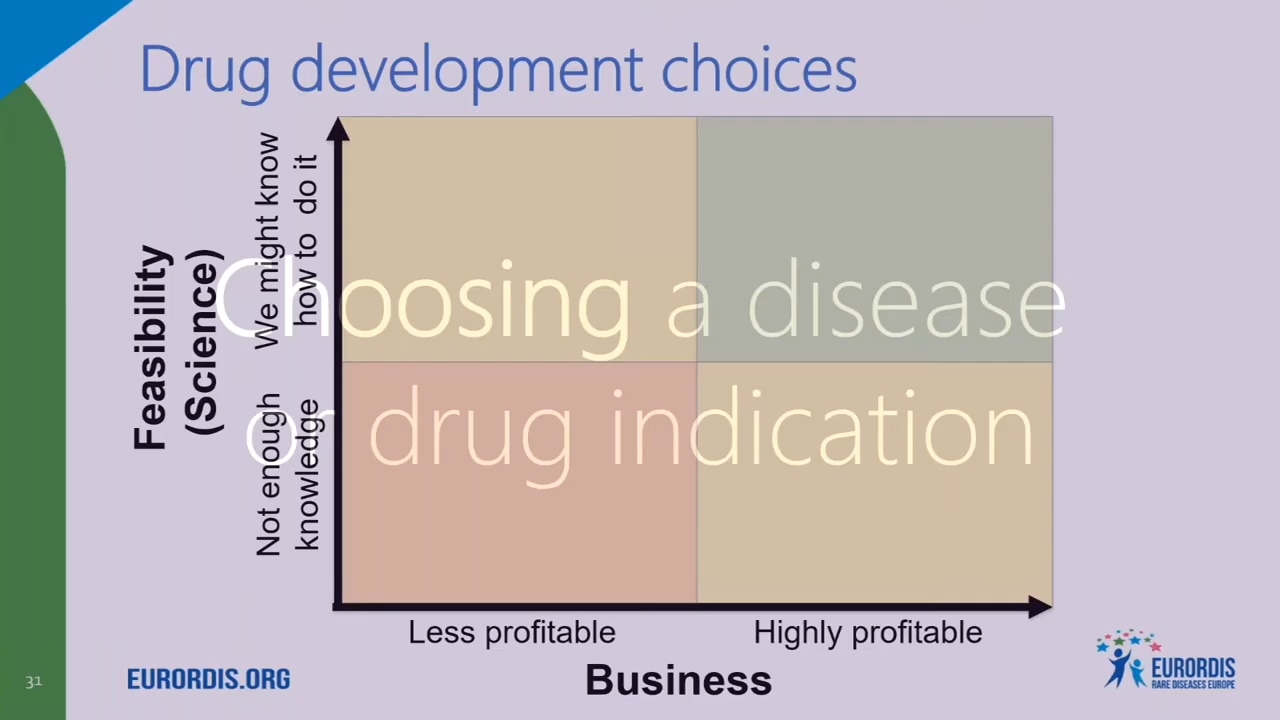 Drug development choices
Feasibility
(Science)
We might know
how to do it
Not enough
knowledge
Choosing a disease
or drug indication
Less profitable
Highly profitable
Business
31
EURORDIS.ORG
EURORDIS
RARE DISEASES EUROPE